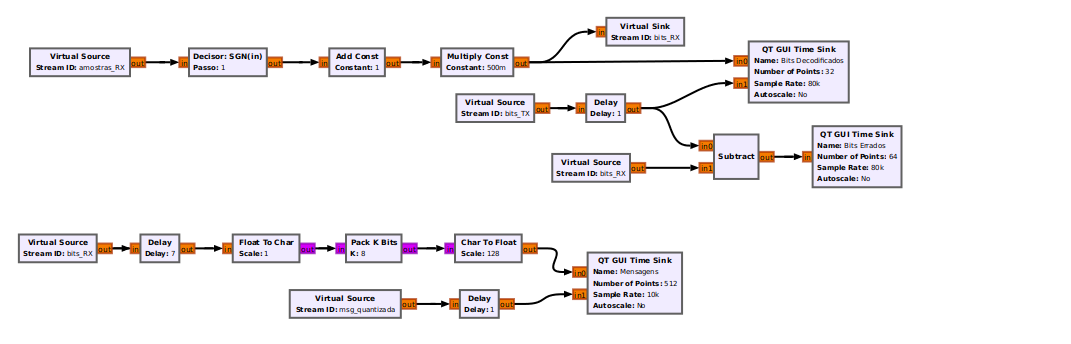 Virtual Sink
in
Stream ID: bits_RX
Virtual Source
Stream ID: amostras_RX
out
in
Decisor: SGN(in)
Passo: 1
out
in
Add Const
Constant: 1
out
in
Multiply Const
Constant: 500m
out
QT GUI Time Sink
in0
Name: Bits Decodificados
Number of Points: 32
in1
Sample Rate: 80k
Autoscale: No
Virtual Source
Stream ID: bits_TX
out
in
Delay
Delay: 1
out
in0
Subtract
in1
out
Virtual Source
Stream ID: bits_RX
out
QT GUI Time Sink
Name: Bits Errados
in
Number of Points: 64
Sample Rate: 80k
Autoscale: No
Virtual Source
Stream ID: bits_RX
out
in
Delay
Delay: 7
out
in
Float To Char
Scale: 1
out
in
Pack K Bits
K: 8
out
in
Char To Float
Scale: 128
out
QT GUI Time Sink
in0
Name: Mensagens
Number of Points: 512
in1
Sample Rate: 10k
Autoscale: No
Virtual Source
Stream ID: msg_quantizada
out
in
Delay
Delay: 1
out